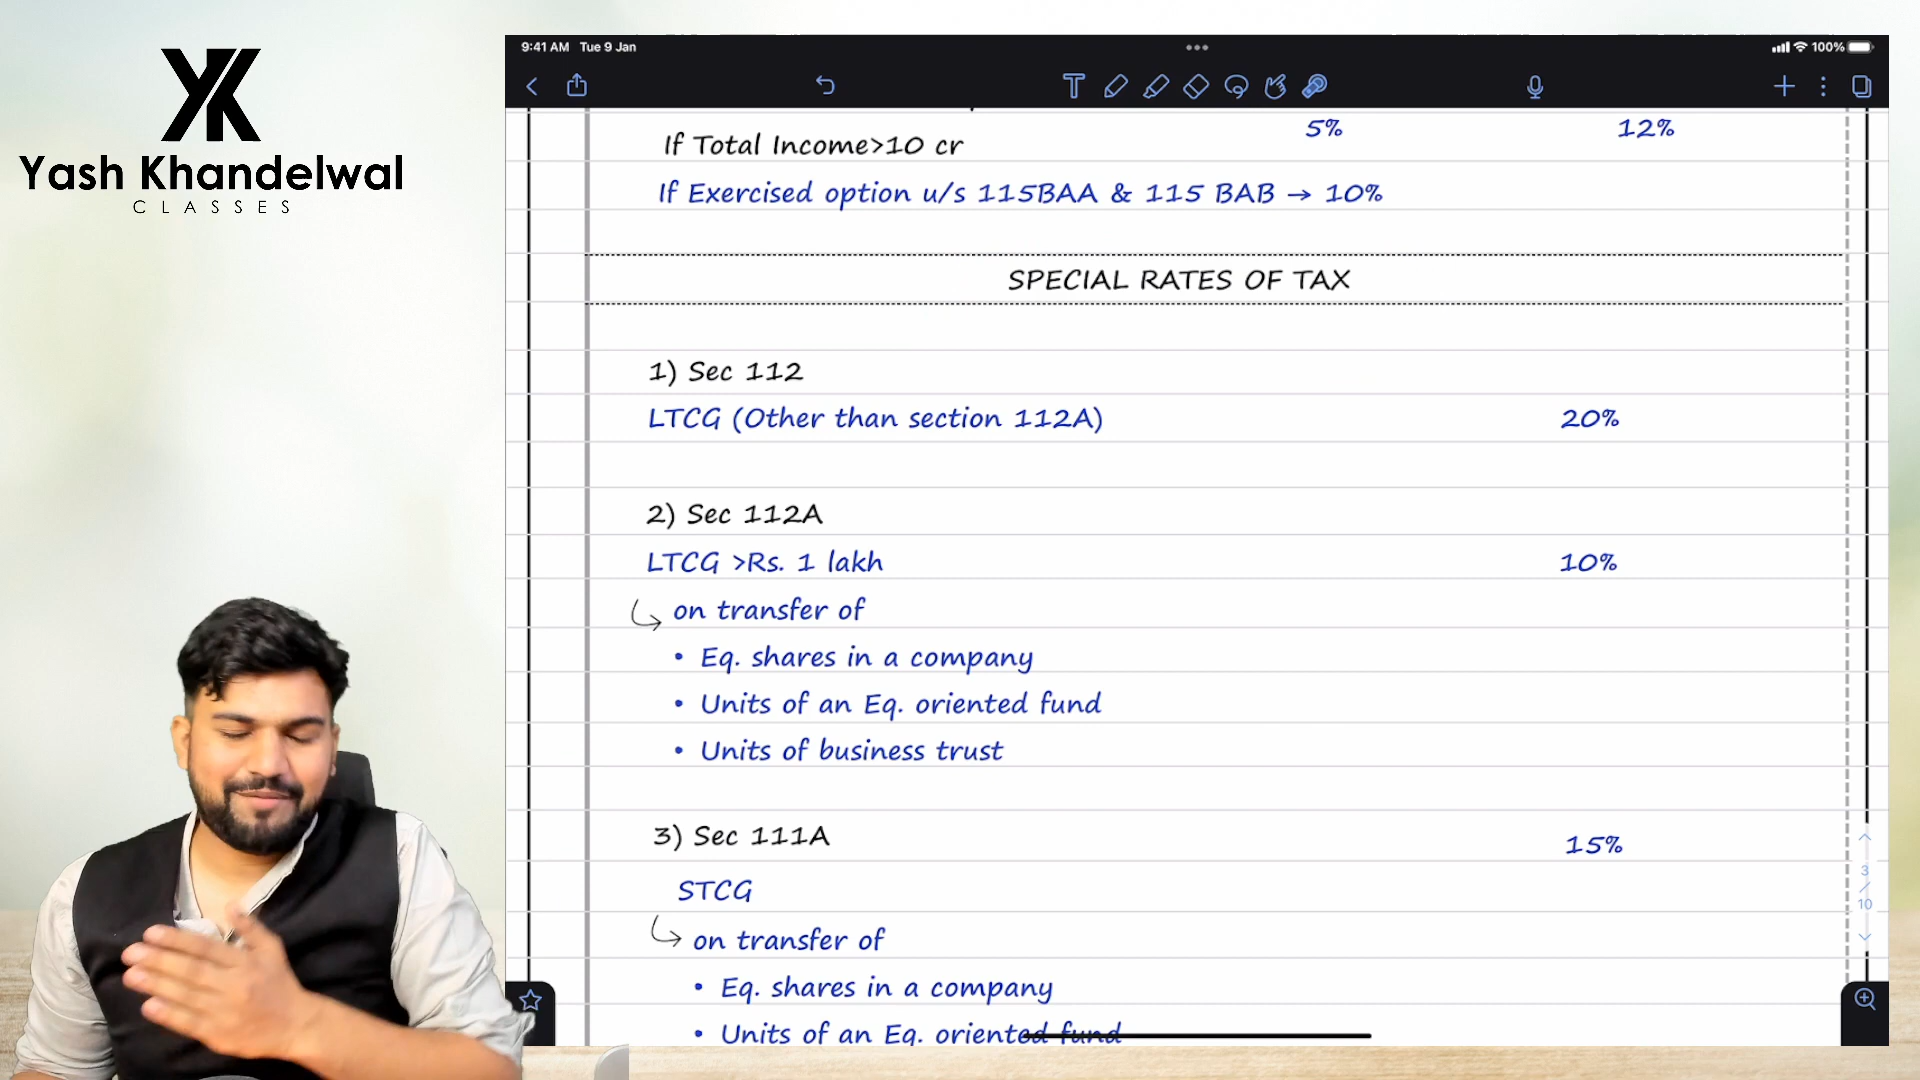 YK
Yash Khandelwal
CLASSES
9:41 AM Tue 9 Jan
100%
5% 12%
If Total Income>10 cr
If Exercised option u/s 115BAA & 115 BAB → 10%
SPECIAL RATES OF TAX
1) Sec 112
LTCG (Other than section 112A) 20%
2) Sec 112A
LTCG >Rs. 1 lakh 10%
on transfer of
• Eq. shares in a company
• Units of an Eq. oriented fund
• Units of business trust
3) Sec 111A 15%
STCG
on transfer of
• Eq. shares in a company
• Units of an Eq. oriented fund
3
/
10